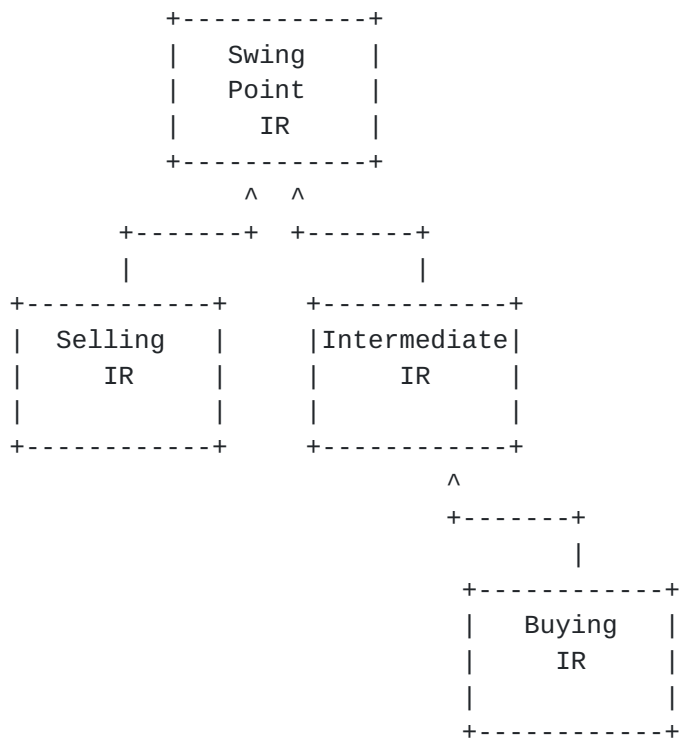 Swing
Point
IR
Selling
Intermediate
IR
IR
Buying
IR